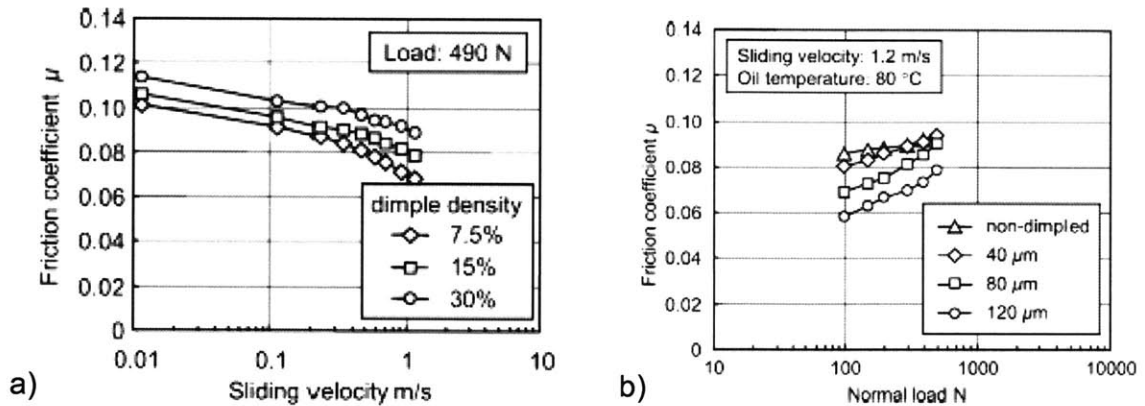 0.14
0.12
0.10
0.08
0.06
0.04
0.02
0
Friction coefficient μ
Load: 490 N
dimple density
7.5%
15%
30%
0.01 0.1 1 10
Sliding velocity m/s
a)
0.14
0.12
0.10
0.08
0.06
0.04
0.02
0
Friction coefficient μ
Sliding velocity: 1.2 m/s
Oil temperature: 80 °C
non-dimpled
40 μm
80 μm
120 μm
10 100 1000 10000
Normal load N
b)